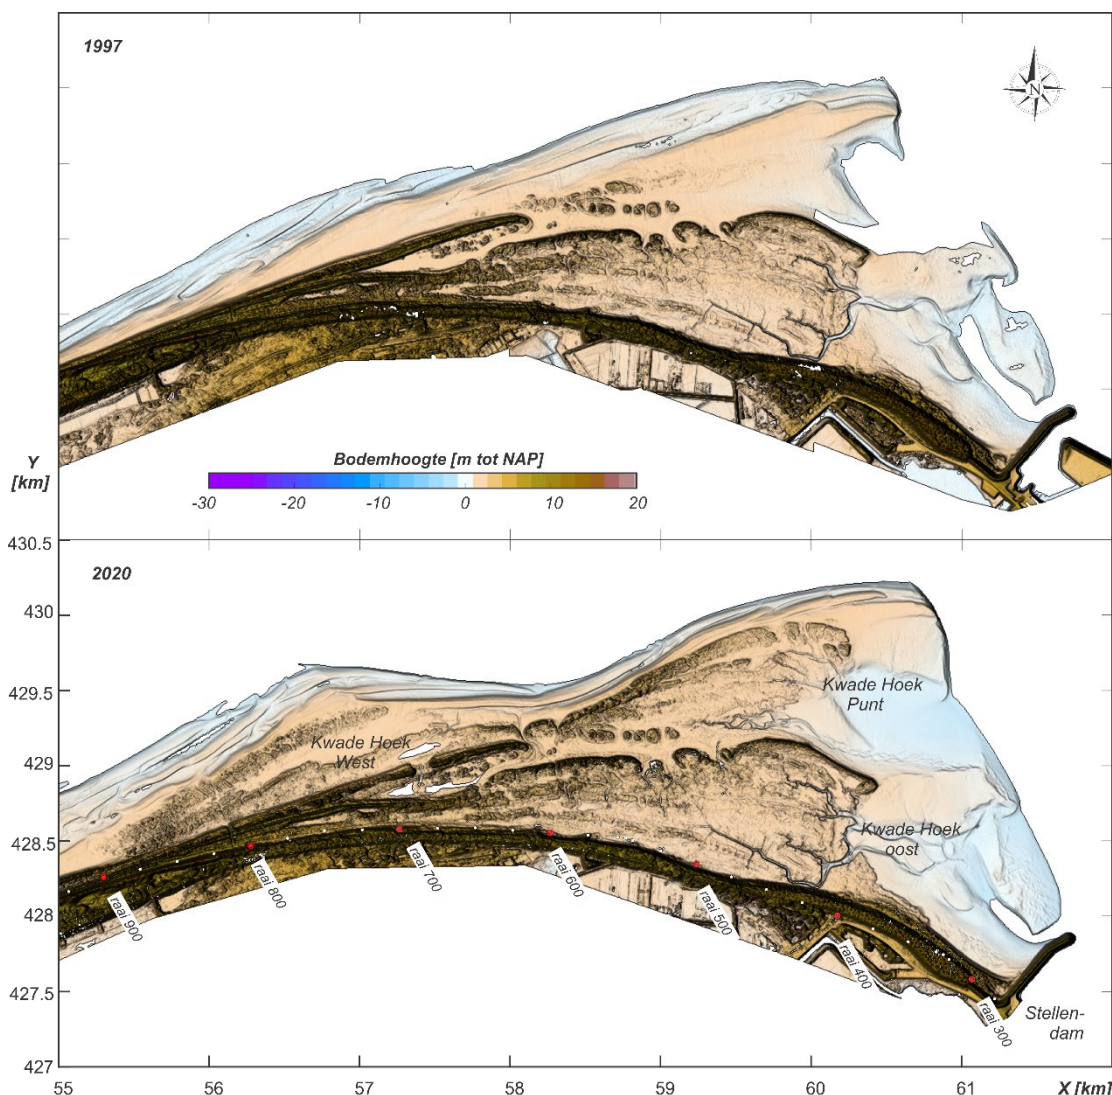 1997
N
Y
[km]
Bodemhoogte [m tot NAP]
-30 -20 -10 0 10 20
430.5
2020
430
429.5
429
428.5
428
427.5
427
Kwade Hoek
Punt
Kwade Hoek
West
Kwade Hoek
oost
raai 900
raai 800
raai 700
raai 600
raai 500
raai 400
raai 300
Stellen-
dam
55 56 57 58 59 60 61 X [km]